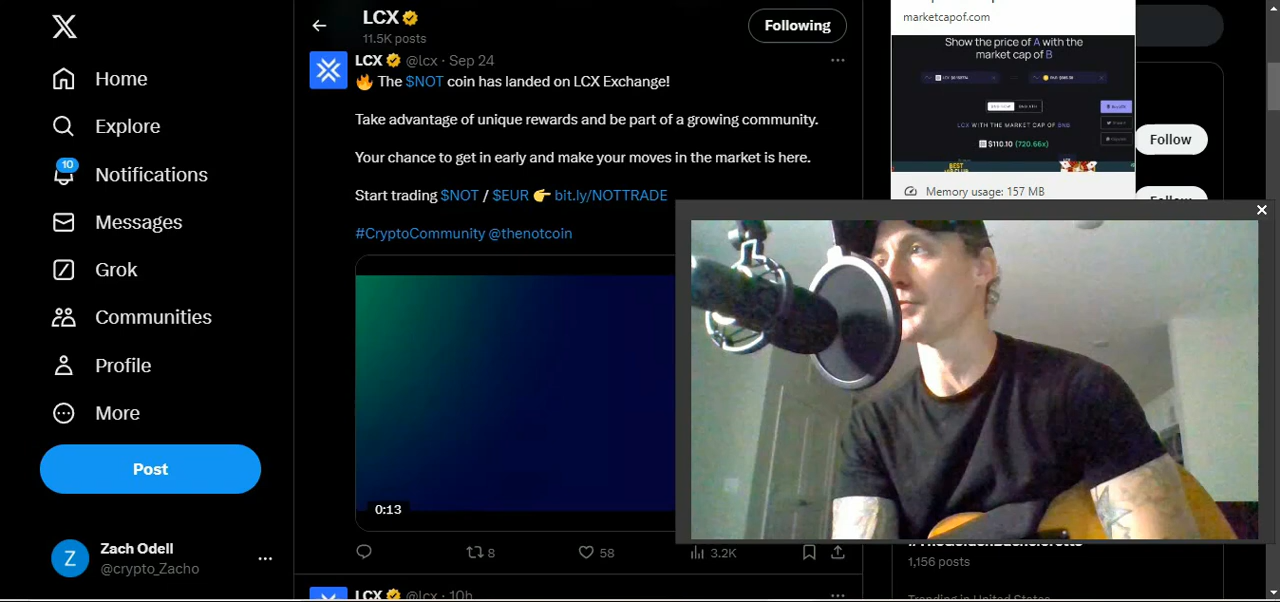 LCX
11.5K posts
Following
Home
Explore
10
Notifications
Messages
Grok
Communities
Profile
More
Post
Zach Odell
@crypto_Zacho
LCX @lcx · Sep 24
🔥 The $NOT coin has landed on LCX Exchange!
Take advantage of unique rewards and be part of a growing community.
Your chance to get in early and make your moves in the market is here.
Start trading $NOT / $EUR 👉 bit.ly/NOTTRADE
#CryptoCommunity @thenotcoin
0:13
8
58
3.2K
LCX @lcx · 10h
marketcapof.com
Show the price of A with the
market cap of B
LCX WITH THE MARKET CAP OF BNB
$110.10 (720.66x)
BEST
Memory usage: 157 MB
Follow
Follow
1,156 posts
Trending in United States